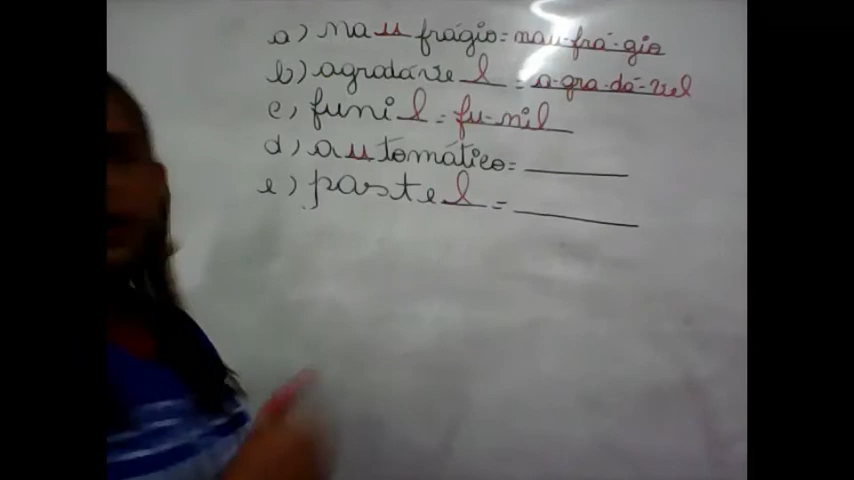 a) naufrágio = nau-frá-gio
b) agradável = a-gra-dá-vel
c) funil = fu-nil
d) automático = ______
e) pastel = ______